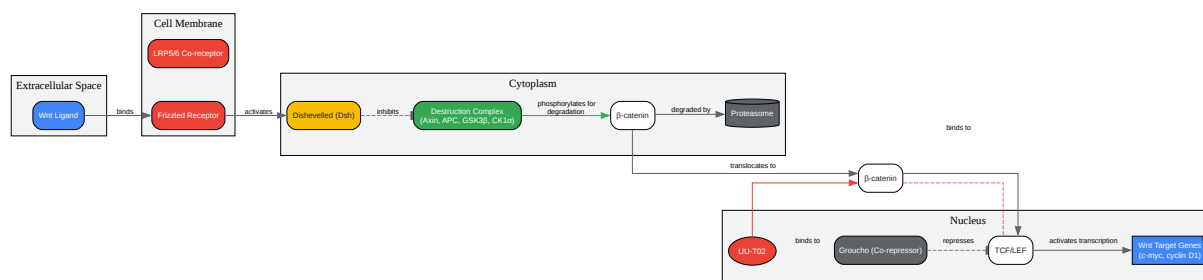 Cell Membrane
LRP5/6 Co-receptor
Extracellular Space
Wnt Ligand
binds
Frizzled Receptor
activates
Cytoplasm
Dishevelled (Dsh)
inhibits
Destruction Complex
(Axin, APC, GSK3β, CK1α)
phosphorylates for
degradation
β-catenin
degraded by
Proteasome
binds to
translocates to
β-catenin
Nucleus
UU-T02
binds to
Groucho (Co-repressor)
represses
TCF/LEF
activates transcription
Wnt Target Genes
(c-myc, cyclin D1)